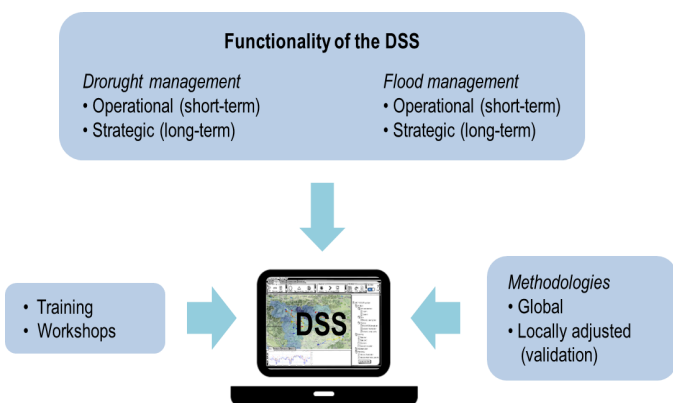 Functionality of the DSS
Drorught management
• Operational (short-term)
• Strategic (long-term)
Flood management
• Operational (short-term)
• Strategic (long-term)
• Training
• Workshops
DSS
Methodologies
• Global
• Locally adjusted
(validation)